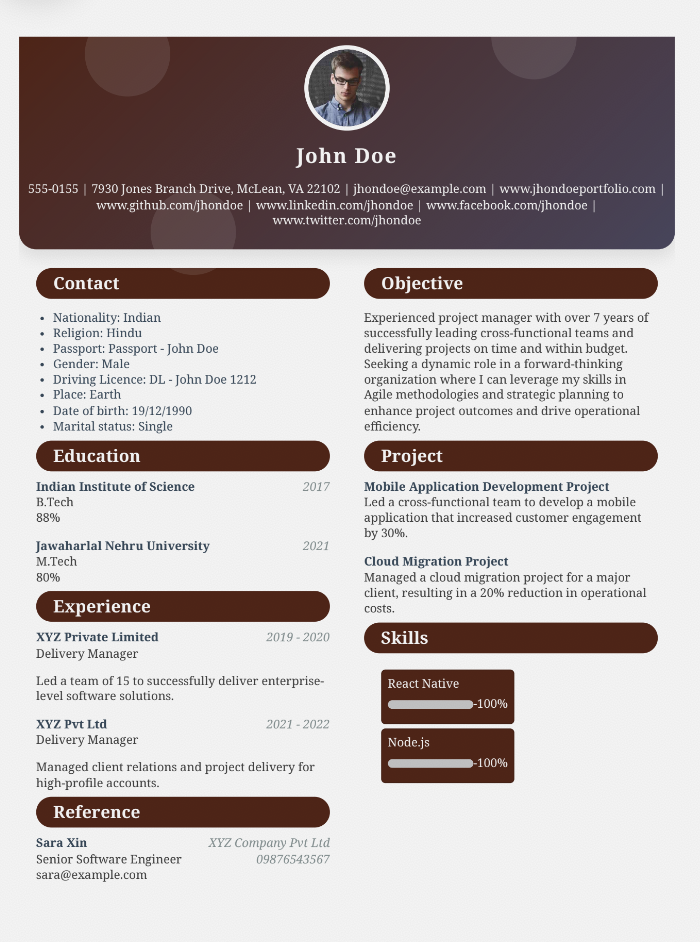 John Doe
555-0155 | 7930 Jones Branch Drive, McLean, VA 22102 | jhondoe@example.com | www.jhondoeportfolio.com |
www.github.com/jhondoe | www.linkedin.com/jhondoe | www.facebook.com/jhondoe |
www.twitter.com/jhondoe
Contact
• Nationality: Indian
• Religion: Hindu
• Passport: Passport - John Doe
• Gender: Male
• Driving Licence: DL - John Doe 1212
• Place: Earth
• Date of birth: 19/12/1990
• Marital status: Single
Education
Indian Institute of Science 2017
B.Tech
88%
Jawaharlal Nehru University 2021
M.Tech
80%
Experience
XYZ Private Limited 2019 - 2020
Delivery Manager
Led a team of 15 to successfully deliver enterprise-
level software solutions.
XYZ Pvt Ltd 2021 - 2022
Delivery Manager
Managed client relations and project delivery for
high-profile accounts.
Reference
Sara Xin XYZ Company Pvt Ltd
Senior Software Engineer 09876543567
sara@example.com
Objective
Experienced project manager with over 7 years of
successfully leading cross-functional teams and
delivering projects on time and within budget.
Seeking a dynamic role in a forward-thinking
organization where I can leverage my skills in
Agile methodologies and strategic planning to
enhance project outcomes and drive operational
efficiency.
Project
Mobile Application Development Project
Led a cross-functional team to develop a mobile
application that increased customer engagement
by 30%.
Cloud Migration Project
Managed a cloud migration project for a major
client, resulting in a 20% reduction in operational
costs.
Skills
React Native
-100%
Node.js
-100%